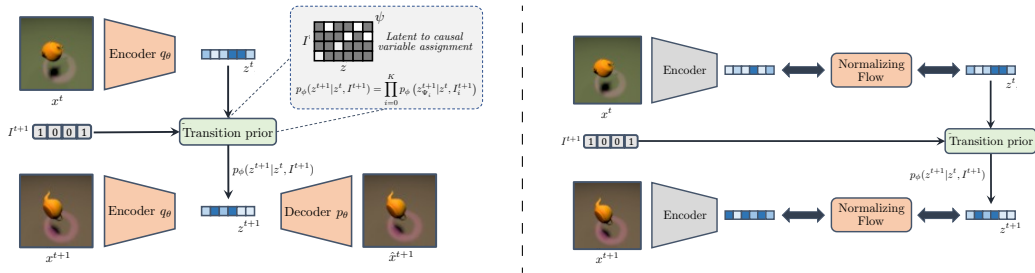 Encoder q_θ
x^t
z^t
ψ
I^i
z
Latent to causal
variable assignment
p_ϕ(z^{t+1}|z^t, I^{t+1}) = ∏_{i=0}^{K} p_ϕ(z^{t+1}_{Ψ_i}|z^t, I^{t+1}_i)
I^{t+1} 1 0 0 1
Transition prior
p_ϕ(z^{t+1}|z^t, I^{t+1})
Encoder q_θ
x^{t+1}
z^{t+1}
Decoder p_θ
x̂^{t+1}
Encoder
x^t
Normalizing
Flow
z^t
I^{t+1} 1 0 0 1
Transition prior
p_ϕ(z^{t+1}|z^t, I^{t+1})
Encoder
x^{t+1}
Normalizing
Flow
z^{t+1}